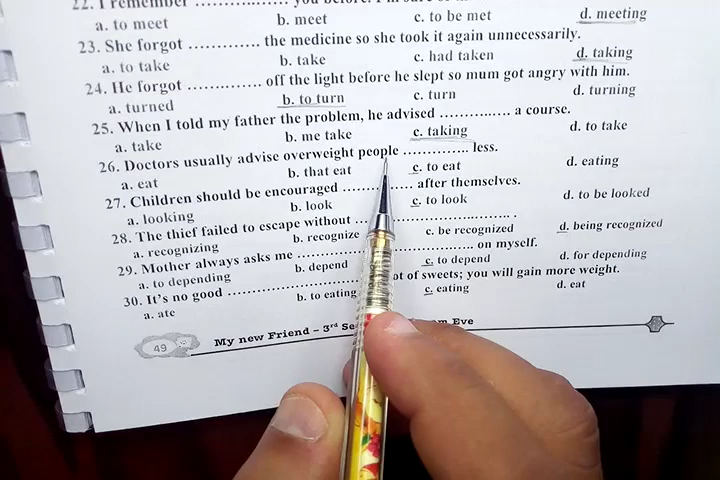 22. I remember ...................... you before. I'm sure of
a. to meet b. meet c. to be met d. meeting
23. She forgot ............. the medicine so she took it again unnecessarily.
a. to take b. take c. had taken d. taking
24. He forgot .............. off the light before he slept so mum got angry with him.
a. turned b. to turn c. turn d. turning
25. When I told my father the problem, he advised ............... a course.
a. take b. me take c. taking d. to take
26. Doctors usually advise overweight people ............. less.
a. eat b. that eat c. to eat d. eating
27. Children should be encouraged ............. after themselves.
a. looking b. look c. to look d. to be looked
28. The thief failed to escape without ............................ .
a. recognizing b. recognize c. be recognized d. being recognized
29. Mother always asks me ................................ on myself.
a. to depending b. depend c. to depend d. for depending
30. It's no good ........................ of sweets; you will gain more weight.
a. ate b. to eating c. eating d. eat
49 My new Friend – 3rd Eve